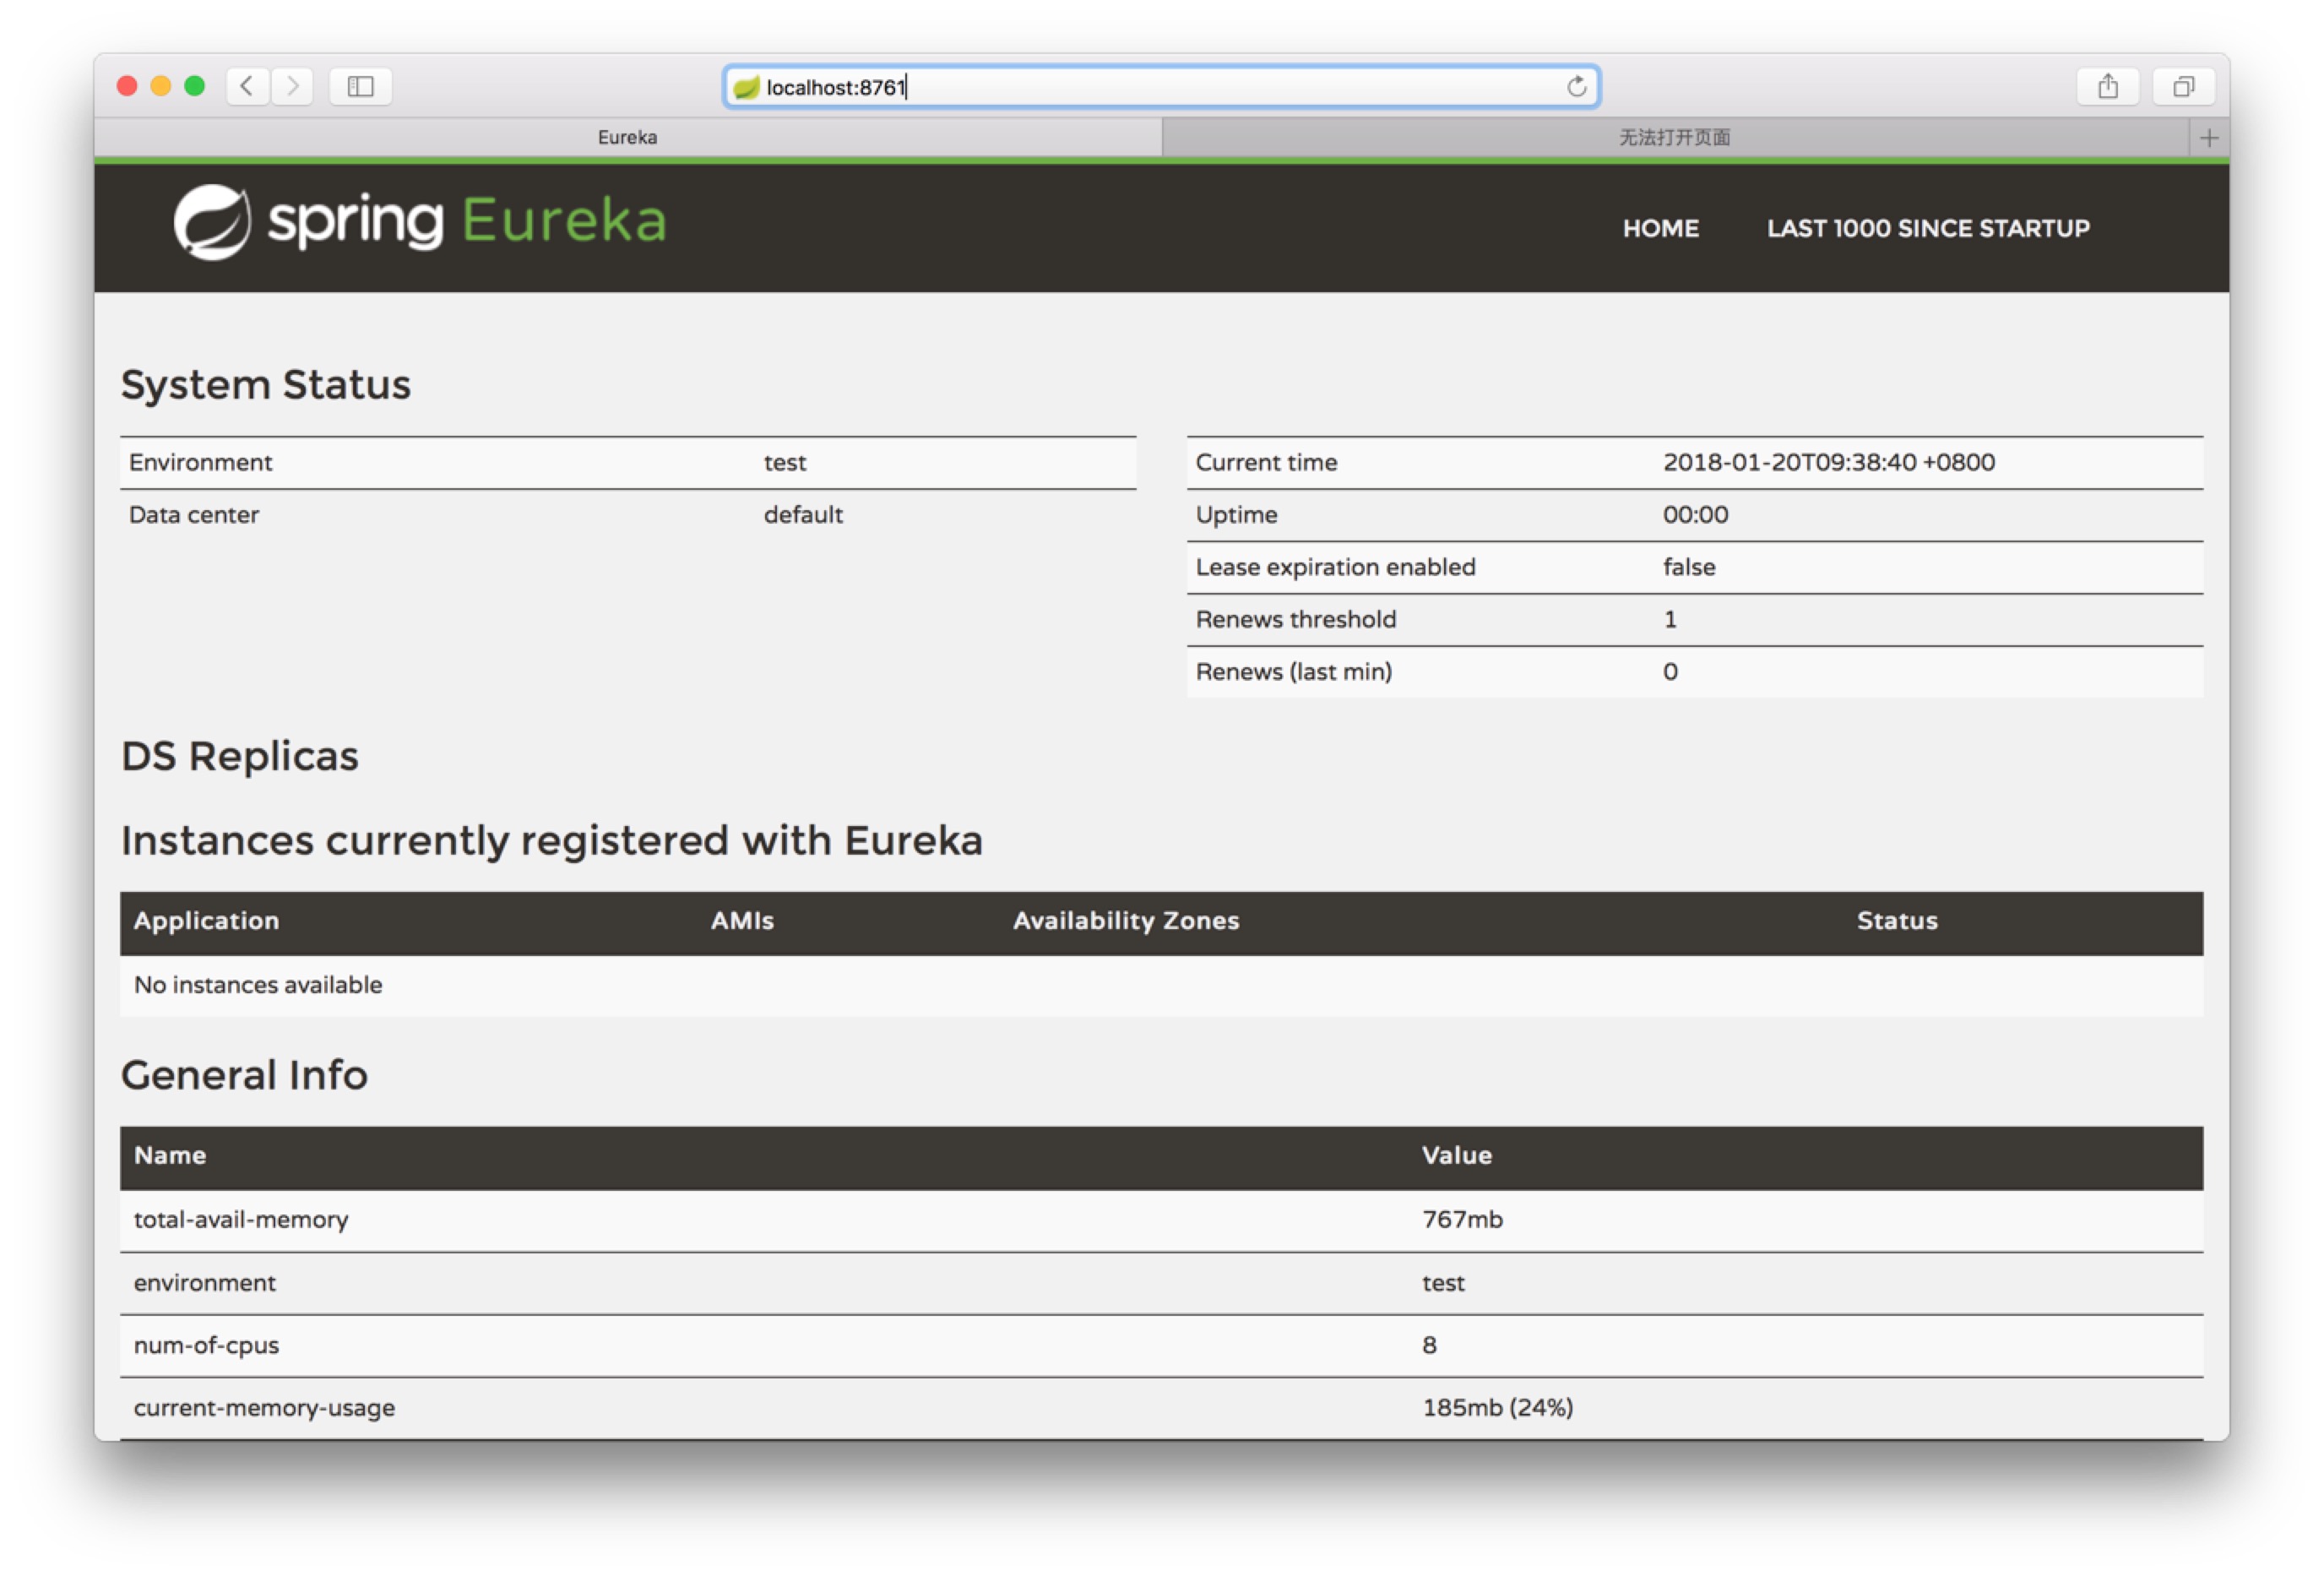 localhost:8761
Eureka
无法打开页面
spring Eureka
HOME
LAST 1000 SINCE STARTUP
System Status
Environment test
Data center default
Current time 2018-01-20T09:38:40 +0800
Uptime 00:00
Lease expiration enabled false
Renews threshold 1
Renews (last min) 0
DS Replicas
Instances currently registered with Eureka
Application AMIs Availability Zones Status
No instances available
General Info
Name Value
total-avail-memory 767mb
environment test
num-of-cpus 8
current-memory-usage 185mb (24%)